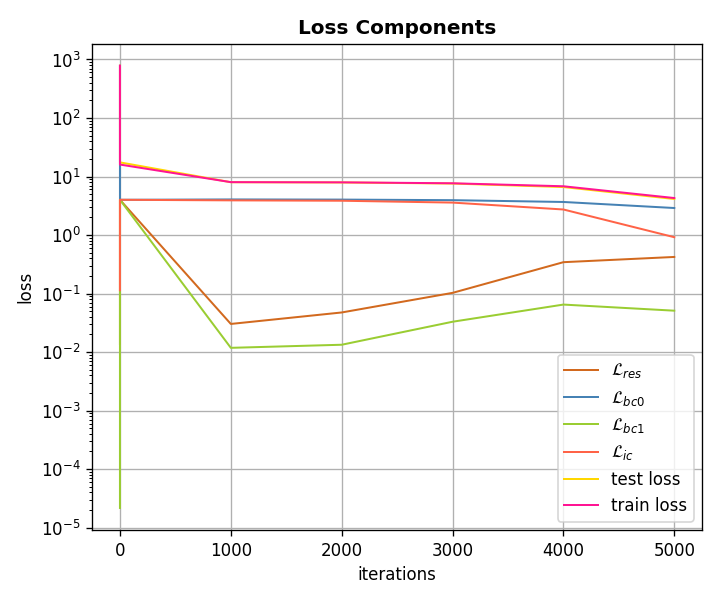 Loss Components
loss
10³
10²
10¹
10⁰
10⁻¹
10⁻²
10⁻³
10⁻⁴
10⁻⁵
ℒ_res
ℒ_bc0
ℒ_bc1
ℒ_ic
test loss
train loss
0 1000 2000 3000 4000 5000
iterations